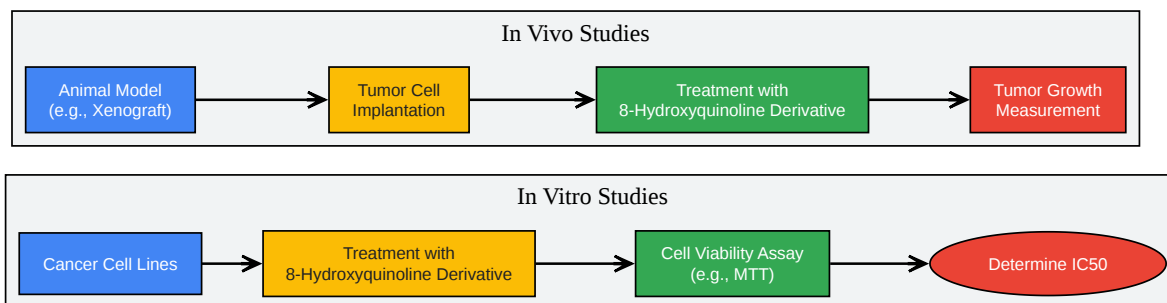 In Vivo Studies
Animal Model
(e.g., Xenograft)
Tumor Cell
Implantation
Treatment with
8-Hydroxyquinoline Derivative
Tumor Growth
Measurement
In Vitro Studies
Cancer Cell Lines
Treatment with
8-Hydroxyquinoline Derivative
Cell Viability Assay
(e.g., MTT)
Determine IC50